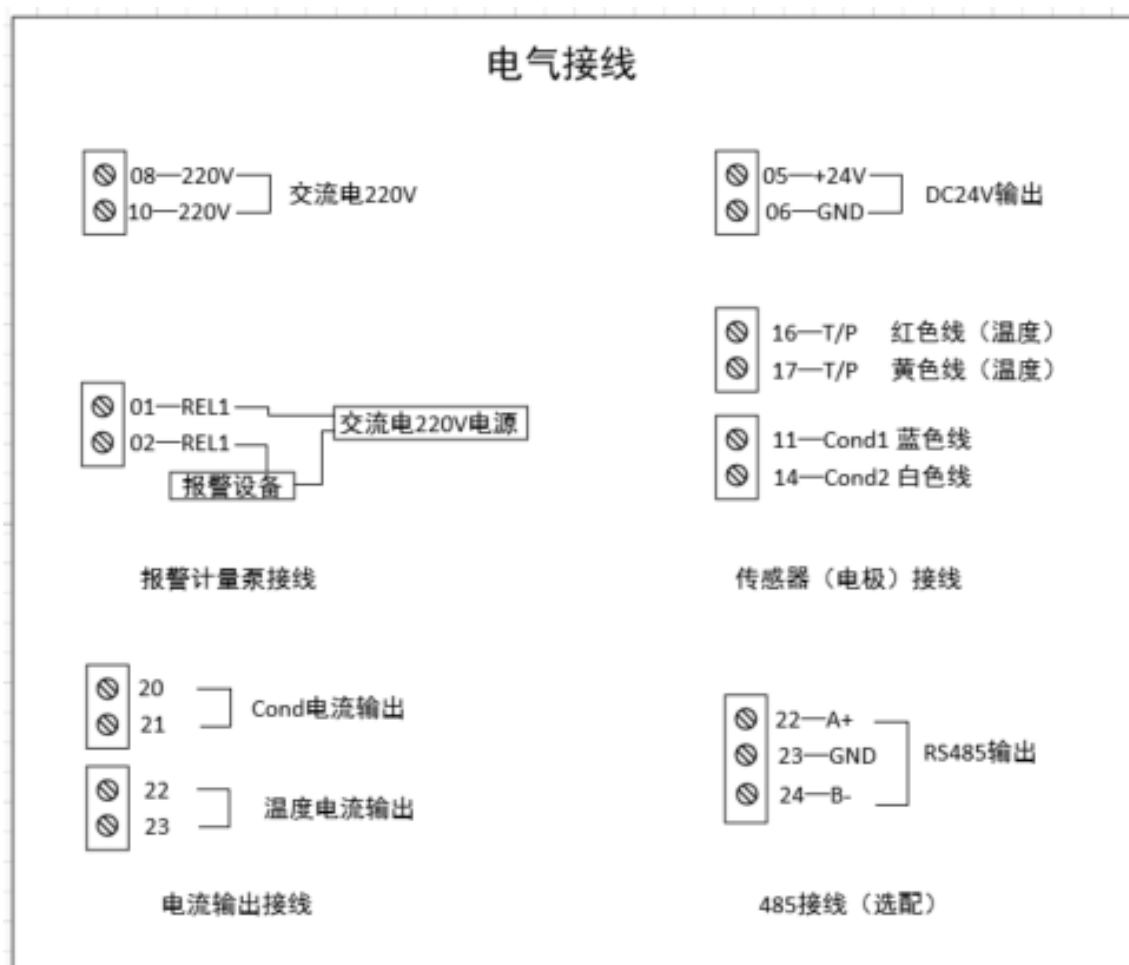 电气接线
08—220V
10—220V
交流电220V
05—+24V
06—GND
DC24V输出
16—T/P 红色线（温度）
17—T/P 黄色线（温度）
01—REL1
02—REL1
交流电220V电源
报警设备
11—Cond1 蓝色线
14—Cond2 白色线
报警计量泵接线
传感器（电极）接线
20
21
Cond电流输出
22
23
温度电流输出
22—A+
23—GND
24—B-
RS485输出
电流输出接线
485接线（选配）